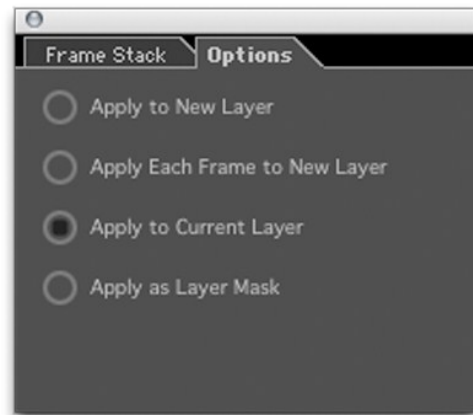 Frame Stack Options
Apply to New Layer
Apply Each Frame to New Layer
Apply to Current Layer
Apply as Layer Mask